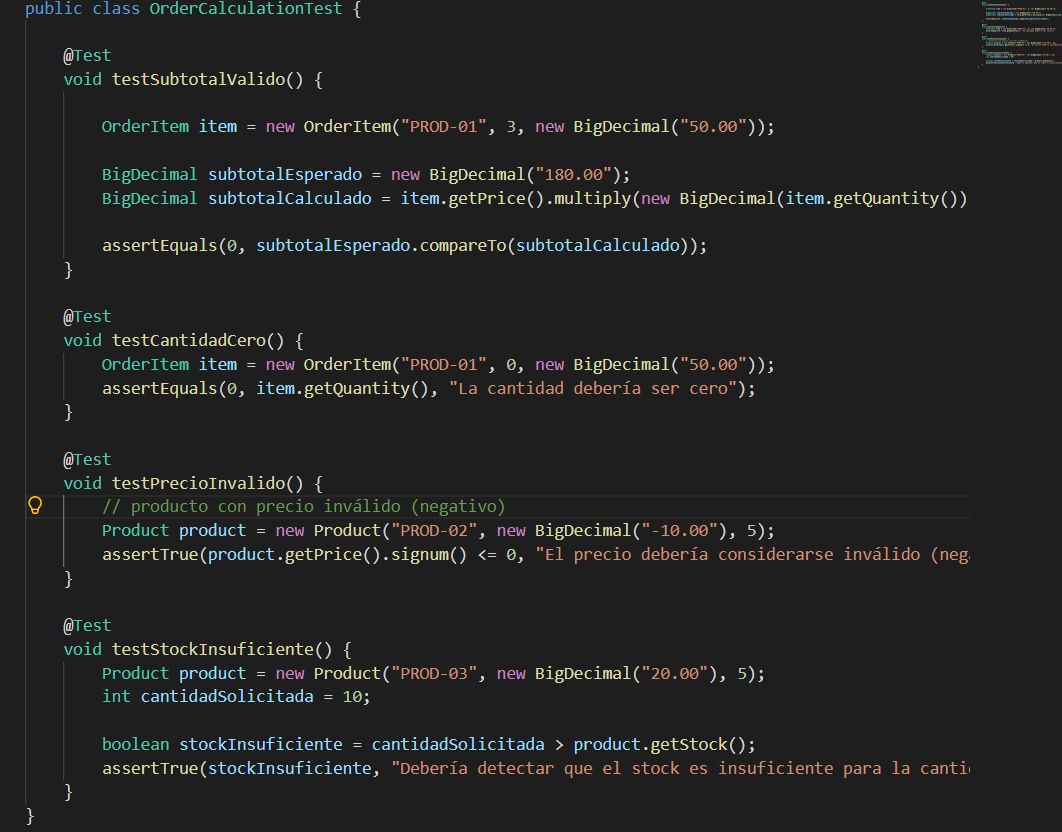 public class OrderCalculationTest {
@Test
void testSubtotalValido() {
OrderItem item = new OrderItem("PROD-01", 3, new BigDecimal("50.00"));
BigDecimal subtotalEsperado = new BigDecimal("180.00");
BigDecimal subtotalCalculado = item.getPrice().multiply(new BigDecimal(item.getQuantity())
assertEquals(0, subtotalEsperado.compareTo(subtotalCalculado));
}
@Test
void testCantidadCero() {
OrderItem item = new OrderItem("PROD-01", 0, new BigDecimal("50.00"));
assertEquals(0, item.getQuantity(), "La cantidad debería ser cero");
}
@Test
void testPrecioInvalido() {
// producto con precio inválido (negativo)
Product product = new Product("PROD-02", new BigDecimal("-10.00"), 5);
assertTrue(product.getPrice().signum() <= 0, "El precio debería considerarse inválido (neg
}
@Test
void testStockInsuficiente() {
Product product = new Product("PROD-03", new BigDecimal("20.00"), 5);
int cantidadSolicitada = 10;
boolean stockInsuficiente = cantidadSolicitada > product.getStock();
assertTrue(stockInsuficiente, "Debería detectar que el stock es insuficiente para la canti
}
}